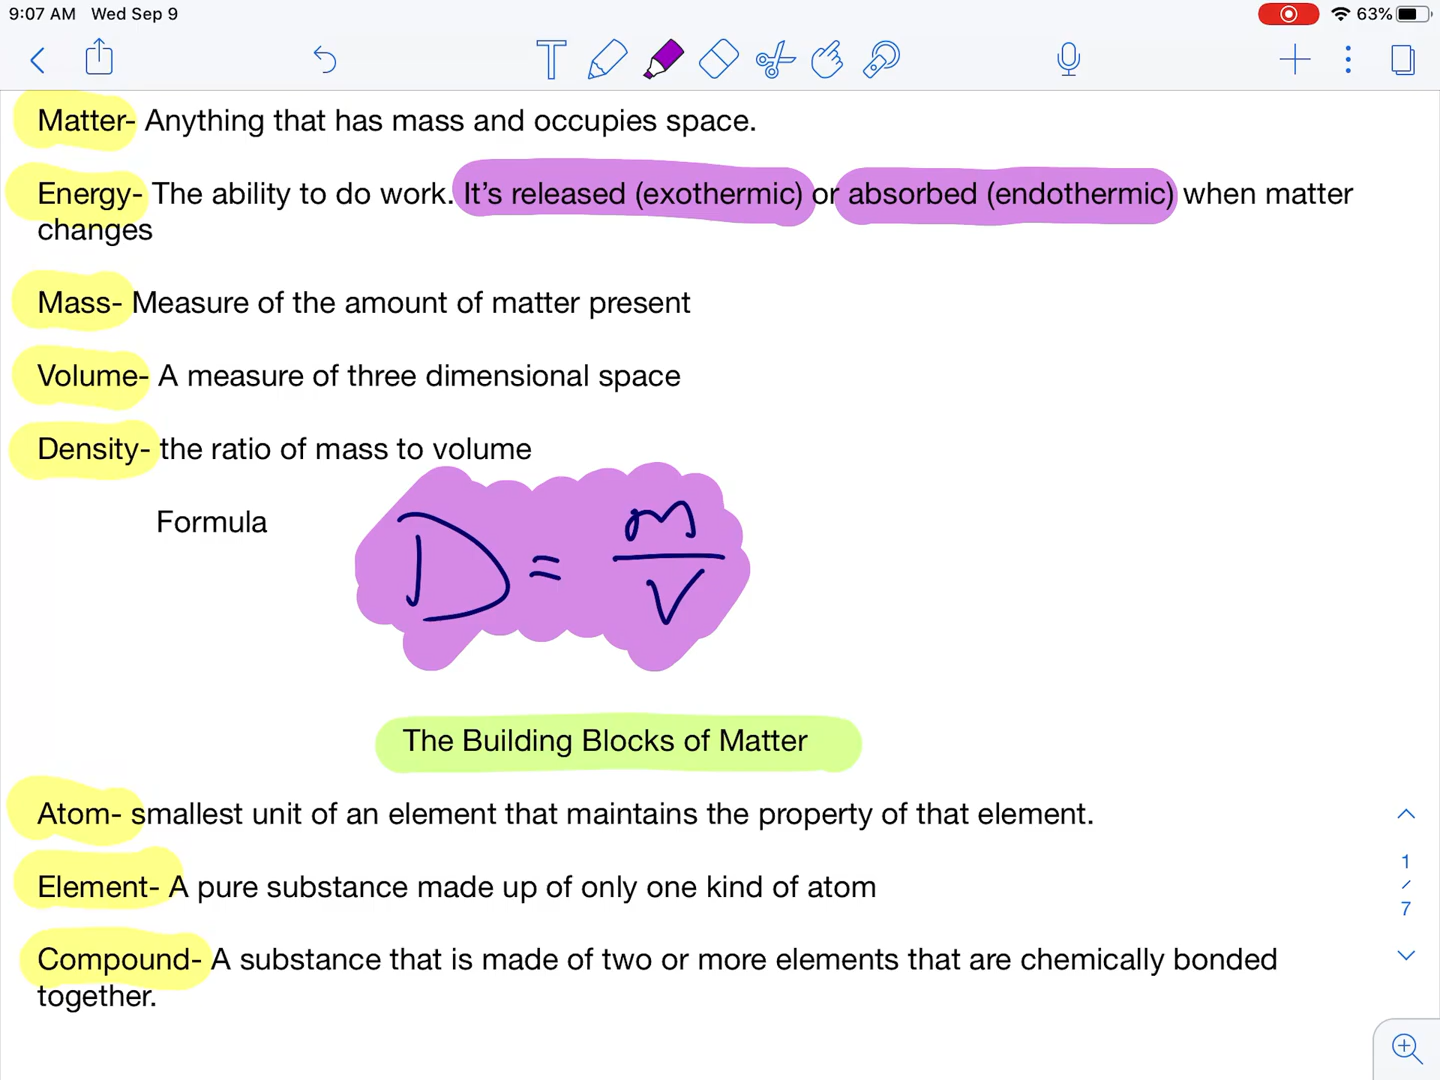 9:07 AM Wed Sep 9 63%
T
Matter- Anything that has mass and occupies space.
Energy- The ability to do work. It’s released (exothermic) or absorbed (endothermic) when matter
changes
Mass- Measure of the amount of matter present
Volume- A measure of three dimensional space
Density- the ratio of mass to volume
Formula D = m / V
The Building Blocks of Matter
Atom- smallest unit of an element that maintains the property of that element.
Element- A pure substance made up of only one kind of atom
Compound- A substance that is made of two or more elements that are chemically bonded
together.
1 / 7